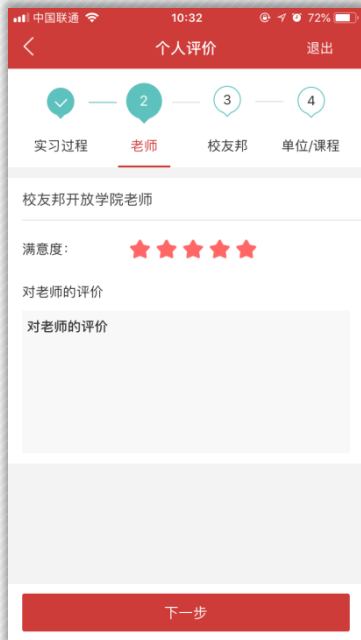 中国联通 10:32 72%
个人评价 退出
2 3 4
实习过程 老师 校友邦 单位/课程
校友邦开放学院老师
满意度：
对老师的评价
对老师的评价
下一步